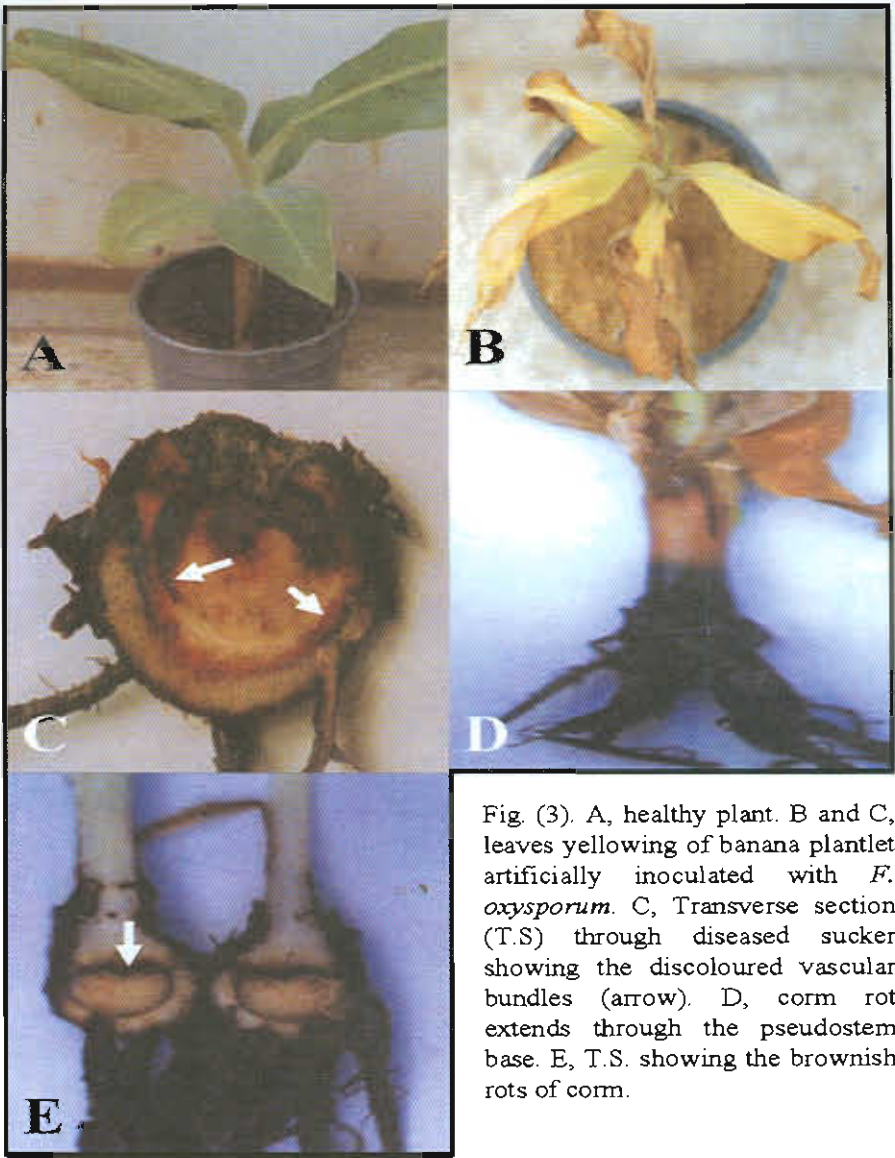 A
B
C
D
E
Fig. (3). A, healthy plant. B and C,
leaves yellowing of banana plantlet
artificially inoculated with F.
oxysporum. C, Transverse section
(T.S) through diseased sucker
showing the discoloured vascular
bundles (arrow). D, corm rot
extends through the pseudostem
base. E, T.S. showing the brownish
rots of corm.